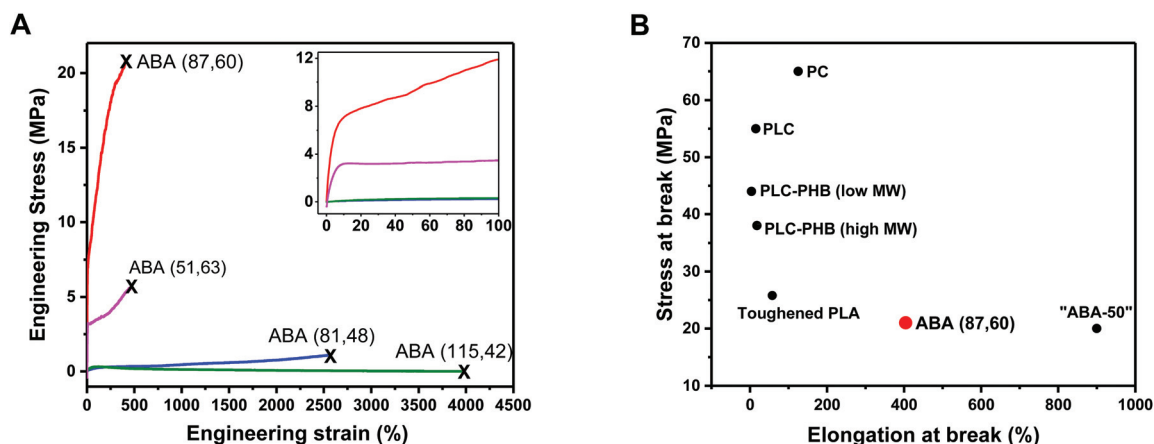 A
Engineering Stress (MPa)
20
15
10
5
0
0
500
1000
1500
2000
2500
3000
3500
4000
4500
Engineering strain (%)
X ABA (87,60)
ABA (51,63)
X
ABA (81,48)
X
ABA (115,42)
X
12
8
4
0
0
20
40
60
80
100
B
Stress at break (MPa)
70
60
50
40
30
20
10
0
200
400
600
800
1000
Elongation at break (%)
PC
PLC
PLC-PHB (low MW)
PLC-PHB (high MW)
Toughened PLA
ABA (87,60)
"ABA-50"